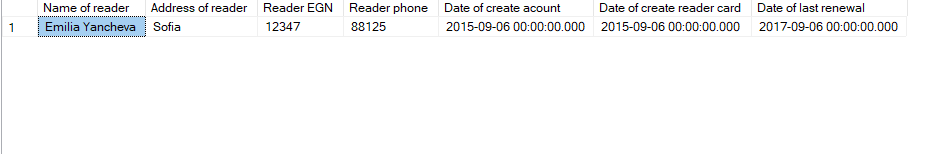 Name of reader Address of reader Reader EGN Reader phone Date of create acount Date of create reader card Date of last renewal
1 Emilia Yancheva Sofia 12347 88125 2015-09-06 00:00:00.000 2015-09-06 00:00:00.000 2017-09-06 00:00:00.000